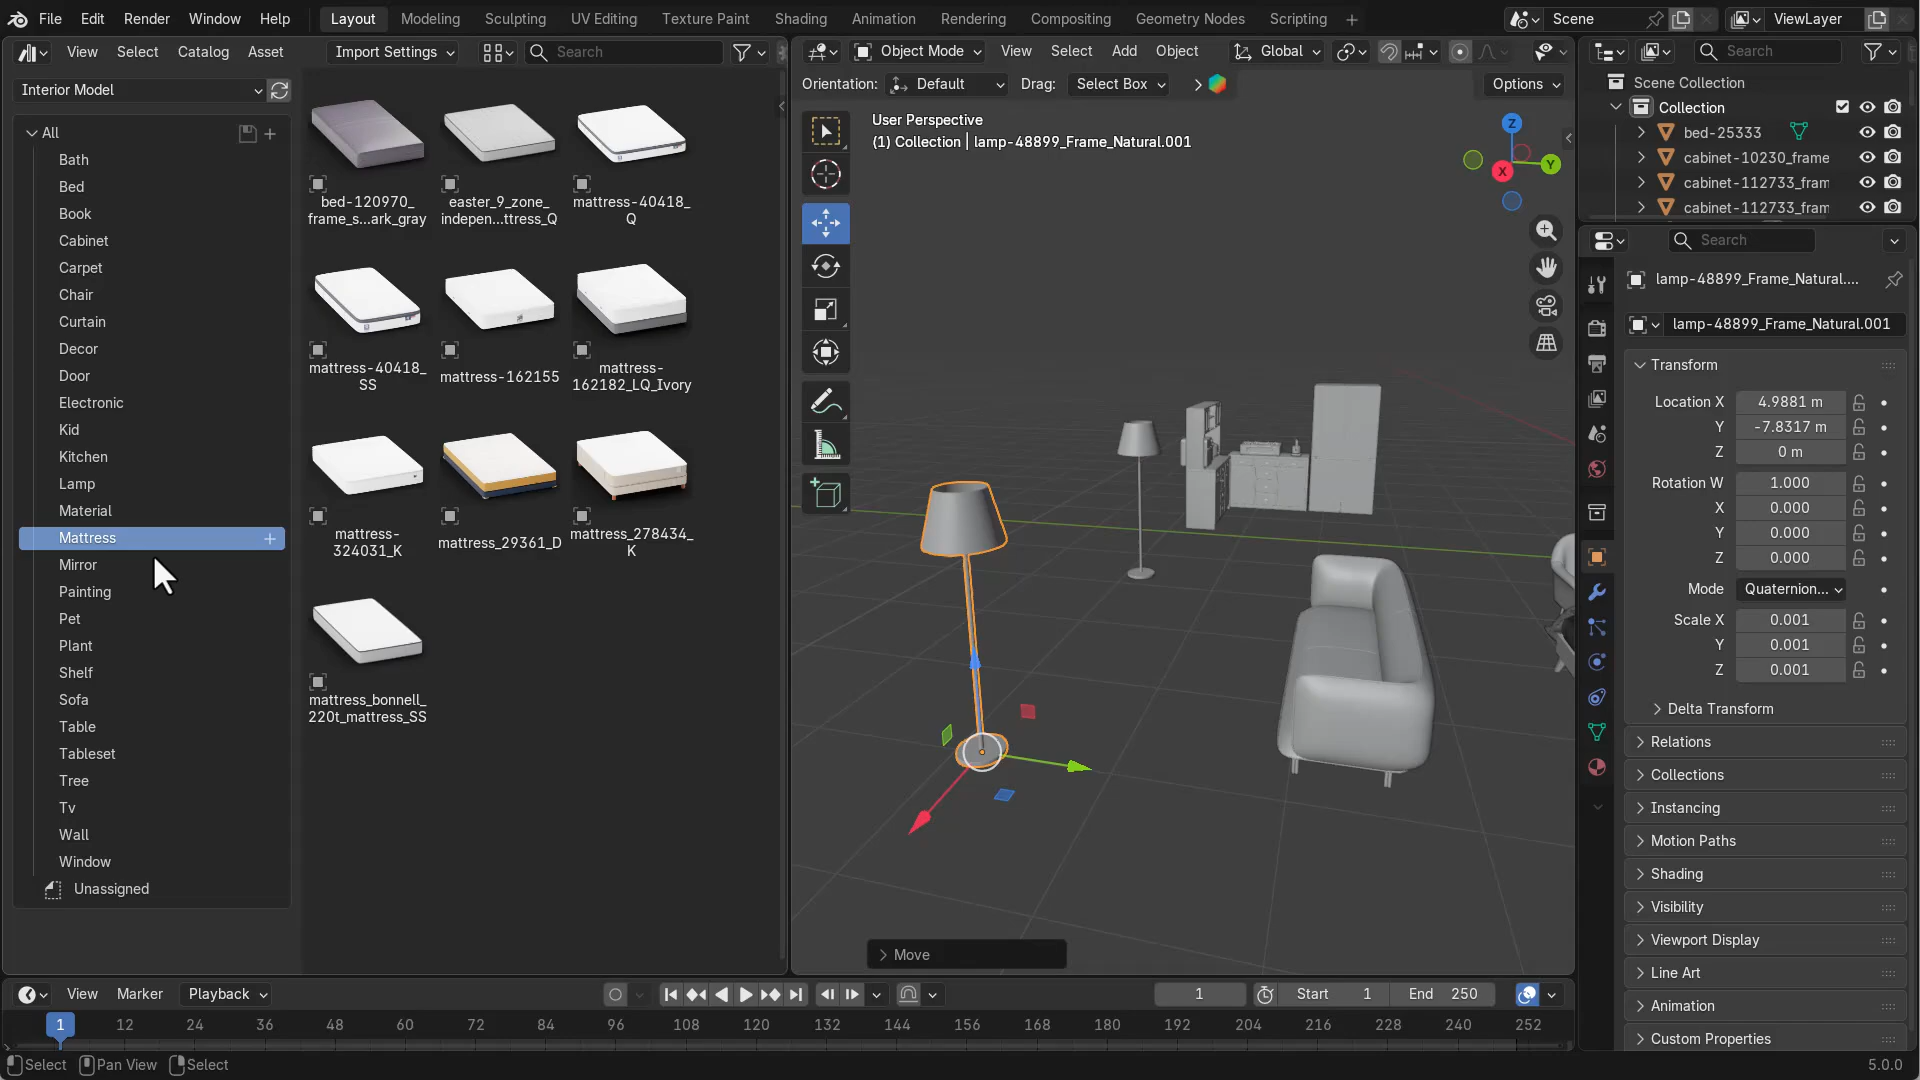 File Edit Render Window Help Layout Modeling Sculpting UV Editing Texture Paint Shading Animation Rendering Compositing Geometry Nodes Scripting Scene ViewLayer
View Select Catalog Asset Import Settings Search
Interior Model
All
Bath
Bed
Book
Cabinet
Carpet
Chair
Curtain
Decor
Door
Electronic
Kid
Kitchen
Lamp
Material
Mattress
Mirror
Painting
Pet
Plant
Shelf
Sofa
Table
Tableset
Tree
Tv
Wall
Window
Unassigned
bed-120970_
frame_s...ark_gray
easter_9_zone_
indepen...ttress_Q
mattress-40418_
Q
mattress-40418_
SS
mattress-162155
mattress-
162182_LQ_Ivory
mattress-
324031_K
mattress_29361_D
mattress_278434_
K
mattress_bonnell_
220t_mattress_SS
Object Mode View Select Add Object Global
Orientation: Default Drag: Select Box Options
User Perspective
(1) Collection | lamp-48899_Frame_Natural.001
Z
Y
X
Move
Search
Scene Collection
Collection
bed-25333
cabinet-10230_frame
cabinet-112733_fram
cabinet-112733_fram
Search
lamp-48899_Frame_Natural....
lamp-48899_Frame_Natural.001
Transform
Location X 4.9881 m
Y -7.8317 m
Z 0 m
Rotation W 1.000
X 0.000
Y 0.000
Z 0.000
Mode Quaternion...
Scale X 0.001
Y 0.001
Z 0.001
Delta Transform
Relations
Collections
Instancing
Motion Paths
Shading
Visibility
Viewport Display
Line Art
Animation
Custom Properties
View Marker Playback 1 Start 1 End 250
1 12 24 36 48 60 72 84 96 108 120 132 144 156 168 180 192 204 216 228 240 252
Select Pan View Select 5.0.0